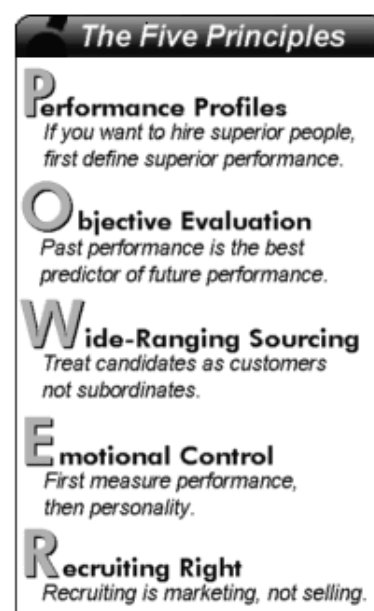 The Five Principles
Performance Profiles
If you want to hire superior people,
first define superior performance.
Objective Evaluation
Past performance is the best
predictor of future performance.
Wide-Ranging Sourcing
Treat candidates as customers
not subordinates.
Emotional Control
First measure performance,
then personality.
Recruiting Right
Recruiting is marketing, not selling.